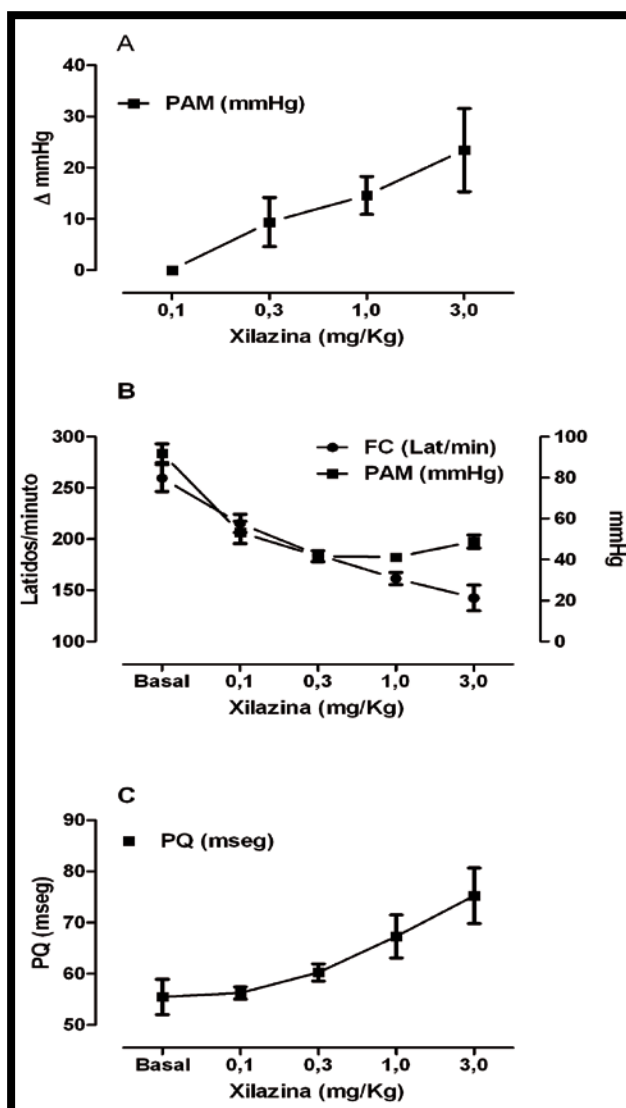 A
40
PAM (mmHg)
30
20
10
0
Δ mmHg
0,1 0,3 1,0 3,0
Xilazina (mg/Kg)
B
300 100
FC (Lat/min)
PAM (mmHg)
250 80
200 60
40
150 20
100 0
Latidos/minuto
mmHg
Basal 0,1 0,3 1,0 3,0
Xilazina (mg/Kg)
C
90
PQ (mseg)
80
70
60
50
PQ (mseg)
Basal 0,1 0,3 1,0 3,0
Xilazina (mg/Kg)